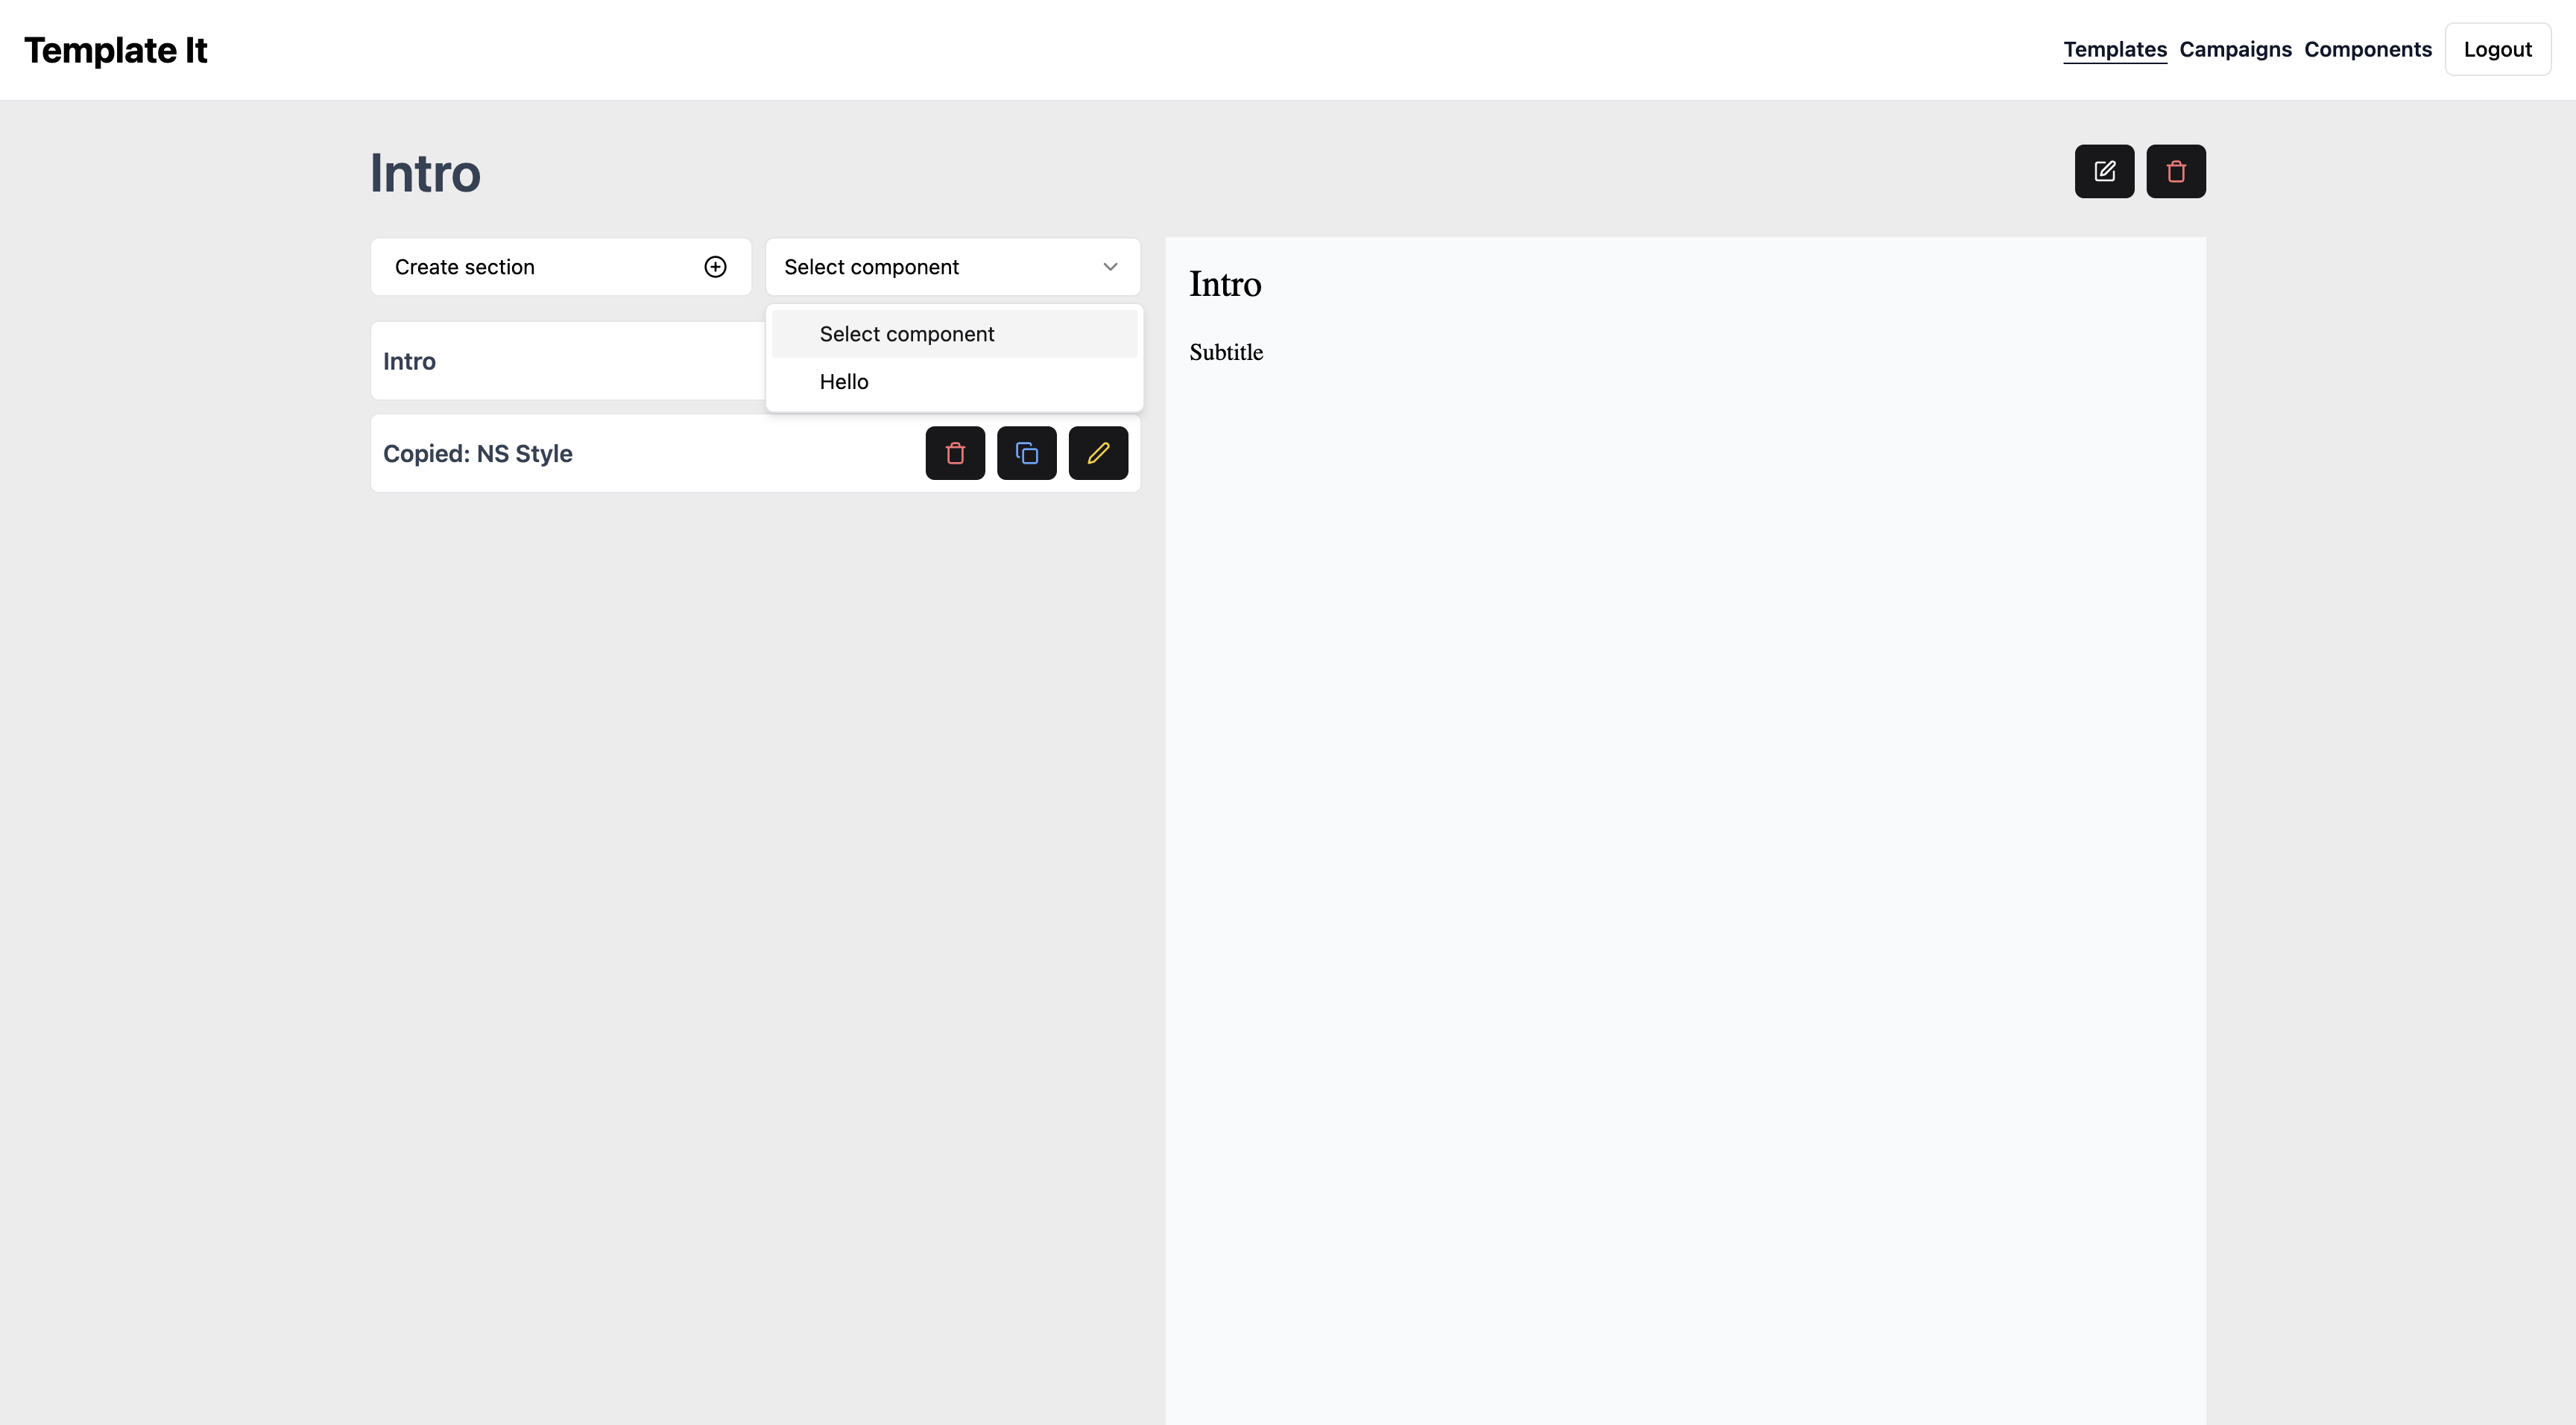 Template It
Templates Campaigns Components Logout
Intro
Create section
Select component
Select component
Hello
Intro
Copied: NS Style
Intro
Subtitle